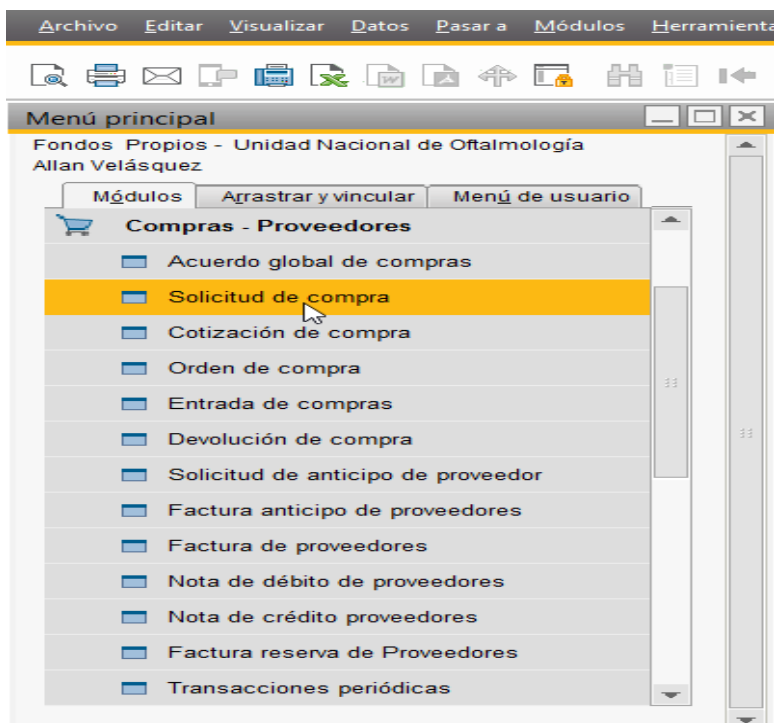 Archivo Editar Visualizar Datos Pasar a Módulos Herramienta
Menú principal
Fondos Propios - Unidad Nacional de Oftalmología
Allan Velásquez
Módulos Arrastrar y vincular Menú de usuario
Compras - Proveedores
Acuerdo global de compras
Solicitud de compra
Cotización de compra
Orden de compra
Entrada de compras
Devolución de compra
Solicitud de anticipo de proveedor
Factura anticipo de proveedores
Factura de proveedores
Nota de débito de proveedores
Nota de crédito proveedores
Factura reserva de Proveedores
Transacciones periódicas